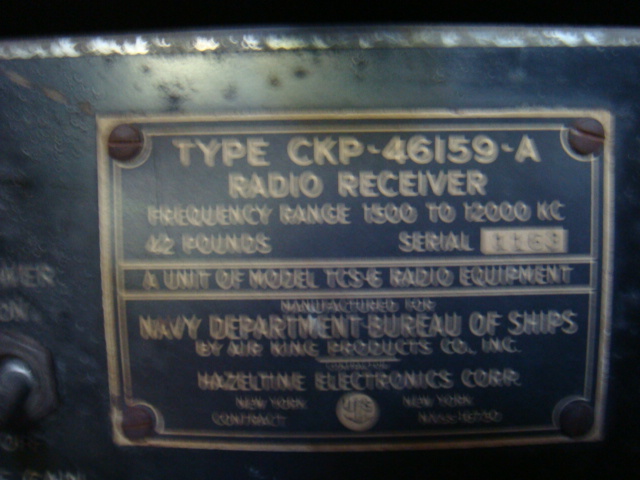 TYPE CKP-46159-A
RADIO RECEIVER
FREQUENCY RANGE 1500 TO 12000 KC
42 POUNDS SERIAL
A UNIT OF MODEL TCS-6 RADIO EQUIPMENT
MANUFACTURED FOR
NAVY DEPARTMENT-BUREAU OF SHIPS
BY AIR KING PRODUCTS CO., INC.
HAZELTINE ELECTRONICS CORP.
NEW YORK NEW YORK
CONTRACT: